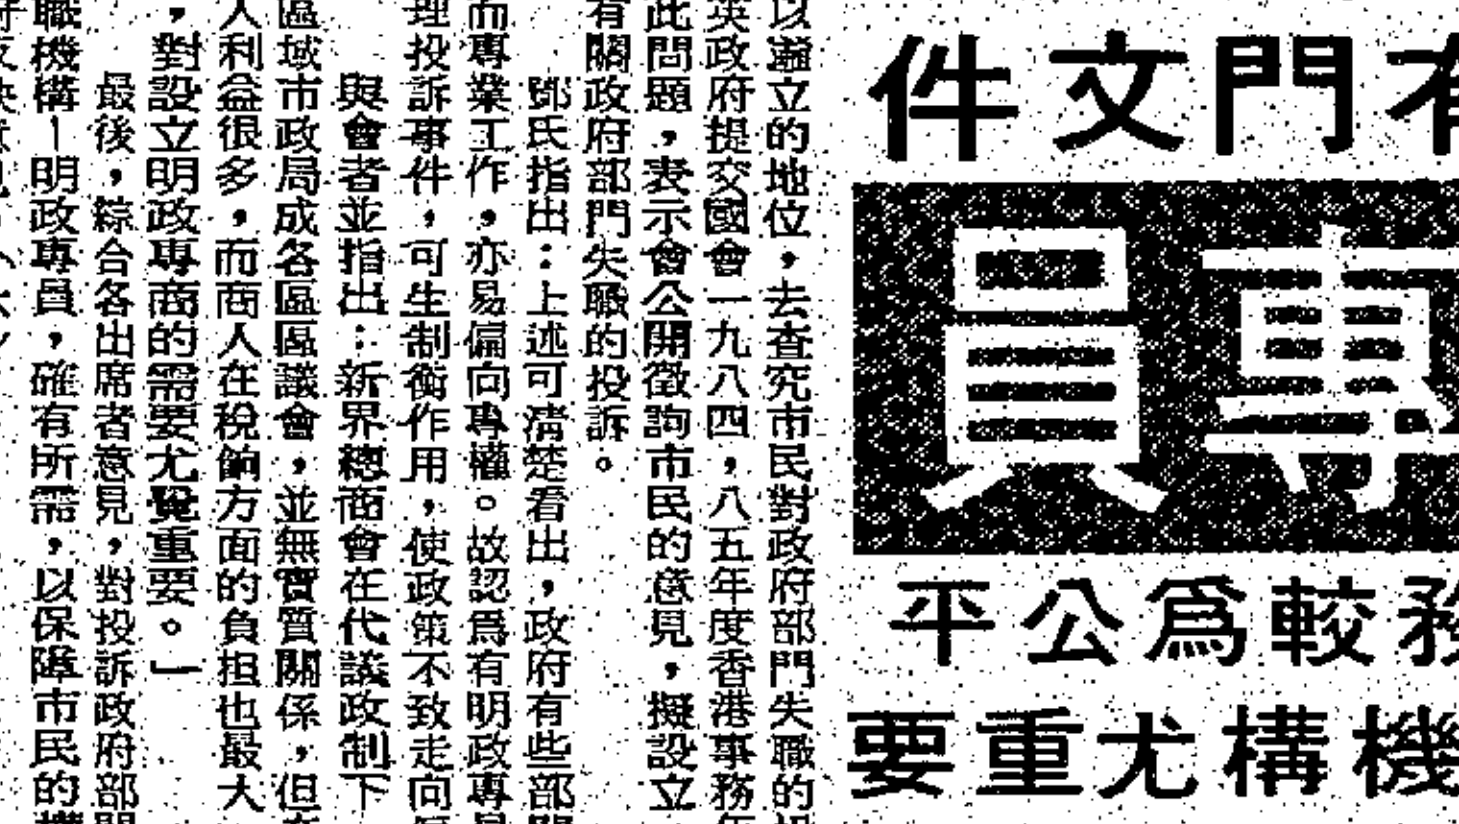 有門文件
專員
務較爲公平
機構尤重要
以獨立的地位，去查究市民對政府部門失職的投
英政府提交國會一九八四，八五年度香港事務年
此問題，表示會公開徵詢市民的意見，擬設立
有關政府部門失職的投訴。
鄧氏指出：上述可清楚看出，政府有些部門
而專業工作，亦易偏向專權。故認爲有明政專員
理投訴事件，可生制衡作用，使政策不致走向偏
與會者並指出：新界總商會在代議政制下
區域市政局成各區區議會，並無實質關係，但在
人利益很多，而商人在稅餉方面的負担也最大
，對設立明政專商的需要尤覺重要。」
最後，綜合各出席者意見，對投訴政府部門
職機構－明政專員，確有所需，以保障市民的權